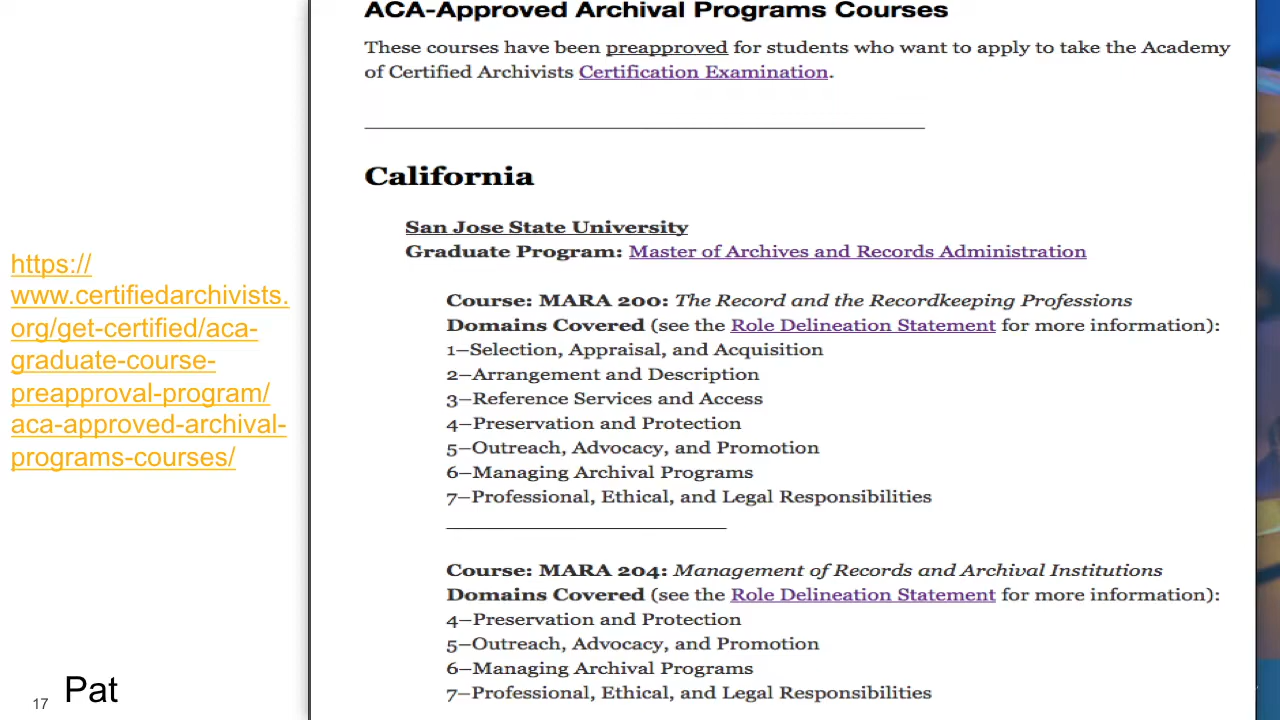 ACA-Approved Archival Programs Courses
These courses have been preapproved for students who want to apply to take the Academy
of Certified Archivists Certification Examination.
California
San Jose State University
Graduate Program: Master of Archives and Records Administration
Course: MARA 200: The Record and the Recordkeeping Professions
Domains Covered (see the Role Delineation Statement for more information):
1—Selection, Appraisal, and Acquisition
2—Arrangement and Description
3—Reference Services and Access
4—Preservation and Protection
5—Outreach, Advocacy, and Promotion
6—Managing Archival Programs
7—Professional, Ethical, and Legal Responsibilities
Course: MARA 204: Management of Records and Archival Institutions
Domains Covered (see the Role Delineation Statement for more information):
4—Preservation and Protection
5—Outreach, Advocacy, and Promotion
6—Managing Archival Programs
7—Professional, Ethical, and Legal Responsibilities
https://
www.certifiedarchivists.
org/get-certified/aca-
graduate-course-
preapproval-program/
aca-approved-archival-
programs-courses/
17 Pat